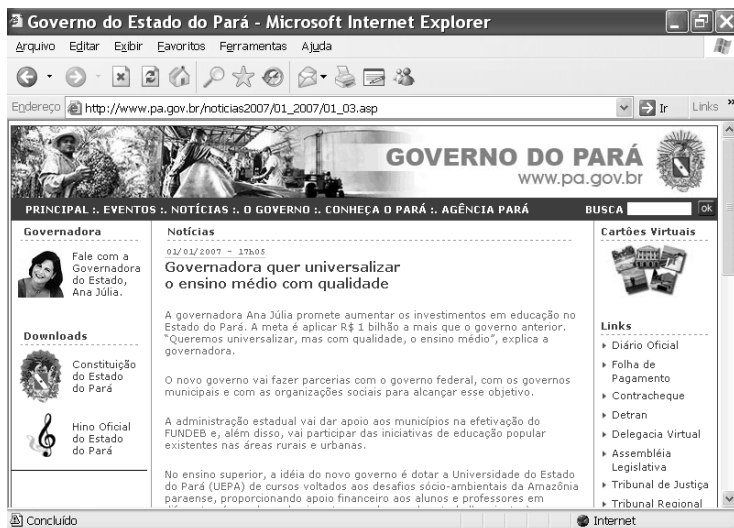 Governo do Estado do Pará - Microsoft Internet Explorer
Arquivo Editar Exibir Favoritos Ferramentas Ajuda
Endereço http://www.pa.gov.br/noticias2007/01_2007/01_03.asp Ir Links »
GOVERNO DO PARÁ
www.pa.gov.br
PRINCIPAL :. EVENTOS :. NOTÍCIAS :. O GOVERNO :. CONHEÇA O PARÁ :. AGÊNCIA PARÁ BUSCA ok
Governadora
Fale com a
Governadora
do Estado,
Ana Júlia.
Downloads
Constituição
do Estado
do Pará
Hino Oficial
do Estado
do Pará
Notícias
01/01/2007 - 17h05
Governadora quer universalizar
o ensino médio com qualidade
A governadora Ana Júlia promete aumentar os investimentos em educação no
Estado do Pará. A meta é aplicar R$ 1 bilhão a mais que o governo anterior.
"Queremos universalizar, mas com qualidade, o ensino médio", explica a
governadora.
O novo governo vai fazer parcerias com o governo federal, com os governos
municipais e com as organizações sociais para alcançar esse objetivo.
A administração estadual vai dar apoio aos municípios na efetivação do
FUNDEB e, além disso, vai participar das iniciativas de educação popular
existentes nas áreas rurais e urbanas.
No ensino superior, a idéia do novo governo é dotar a Universidade do Estado
do Pará (UEPA) de cursos voltados aos desafios sócio-ambientais da Amazônia
paraense, proporcionando apoio financeiro aos alunos e professores em
Cartões Virtuais
Links
Diário Oficial
Folha de
Pagamento
Contracheque
Detran
Delegacia Virtual
Assembléia
Legislativa
Tribunal de Justiça
Tribunal Regional
Concluído Internet